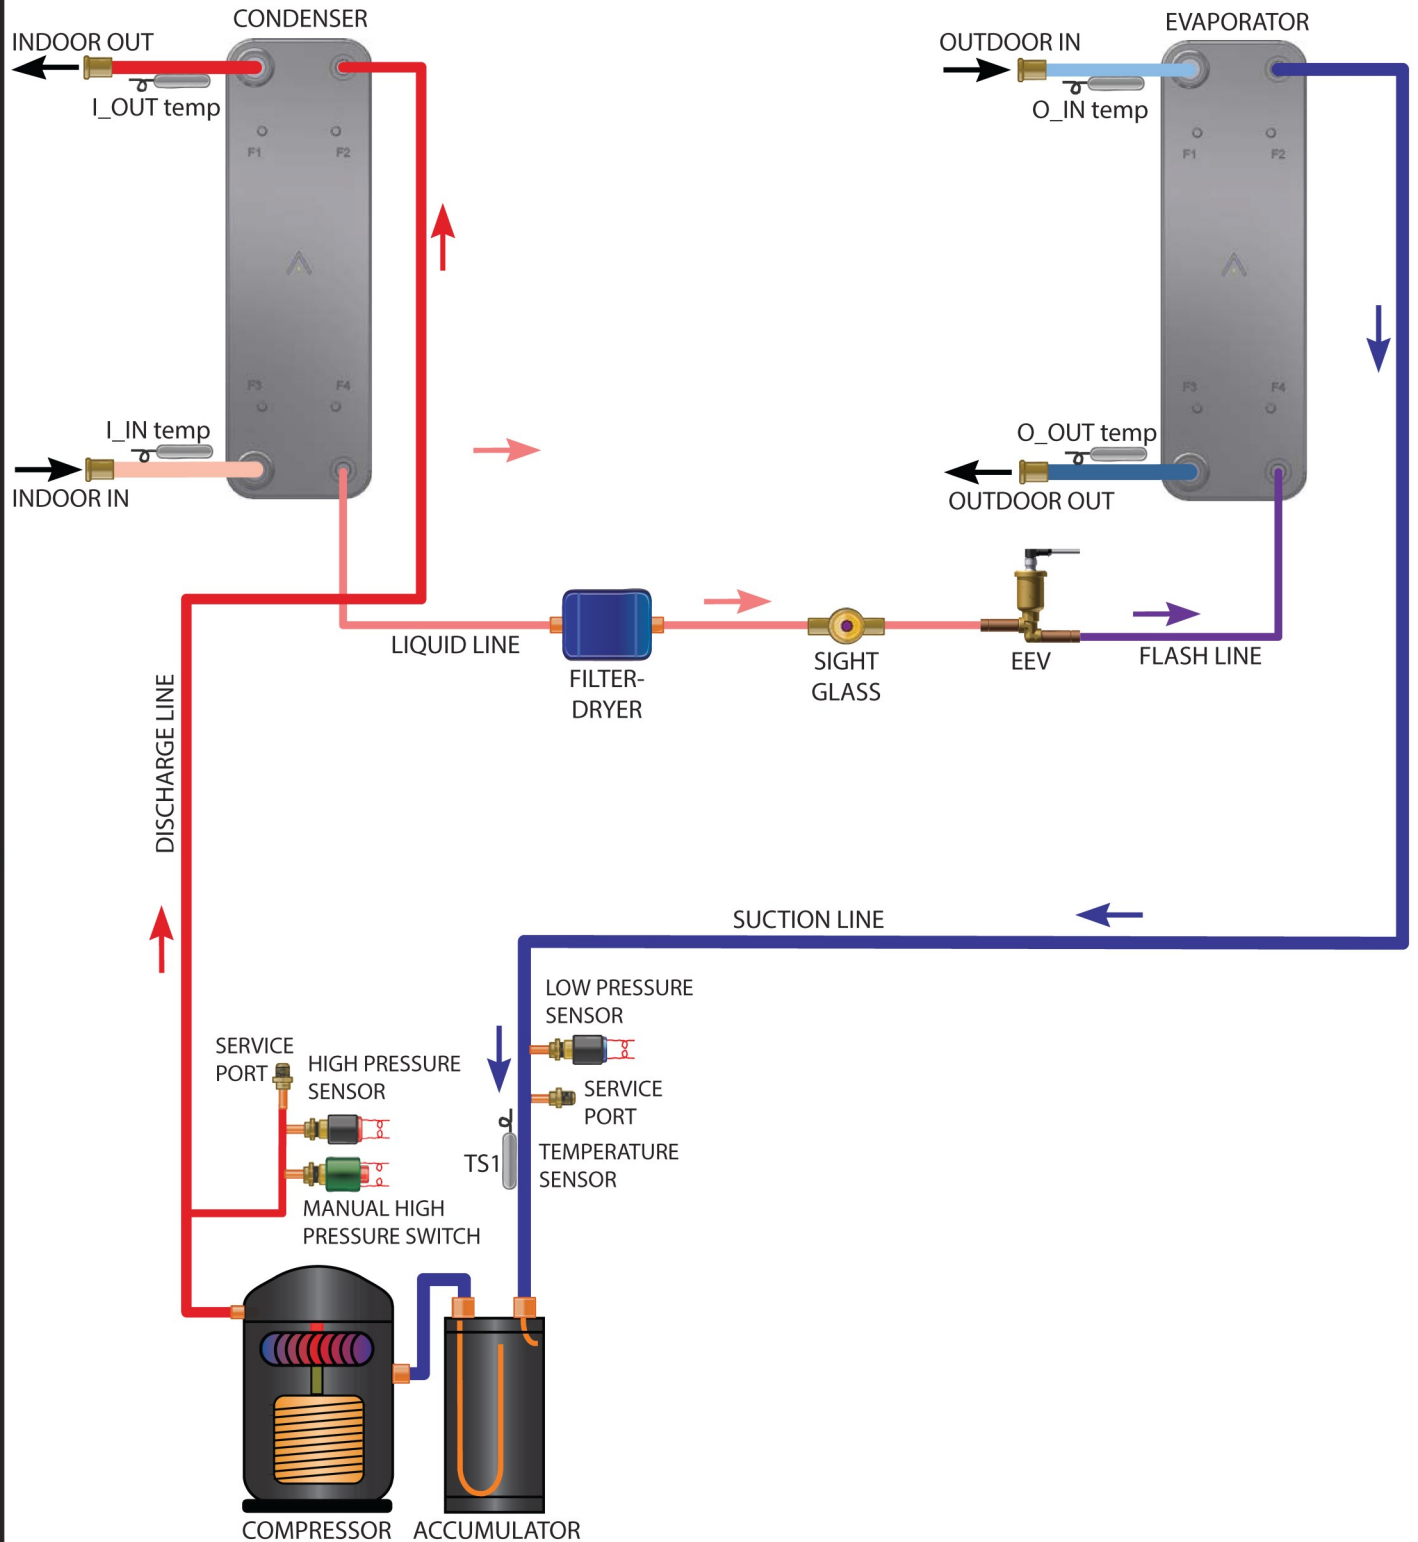 CONDENSER
EVAPORATOR
INDOOR OUT
OUTDOOR IN
I_OUT temp
O_IN temp
F1 F2
F1 F2
F3 F4
F3 F4
I_IN temp
O_OUT temp
INDOOR IN
OUTDOOR OUT
LIQUID LINE
FILTER-
DRYER
SIGHT
GLASS
EEV
FLASH LINE
DISCHARGE LINE
SUCTION LINE
LOW PRESSURE
SENSOR
SERVICE
PORT
HIGH PRESSURE
SENSOR
SERVICE
PORT
TS1
TEMPERATURE
SENSOR
MANUAL HIGH
PRESSURE SWITCH
COMPRESSOR
ACCUMULATOR